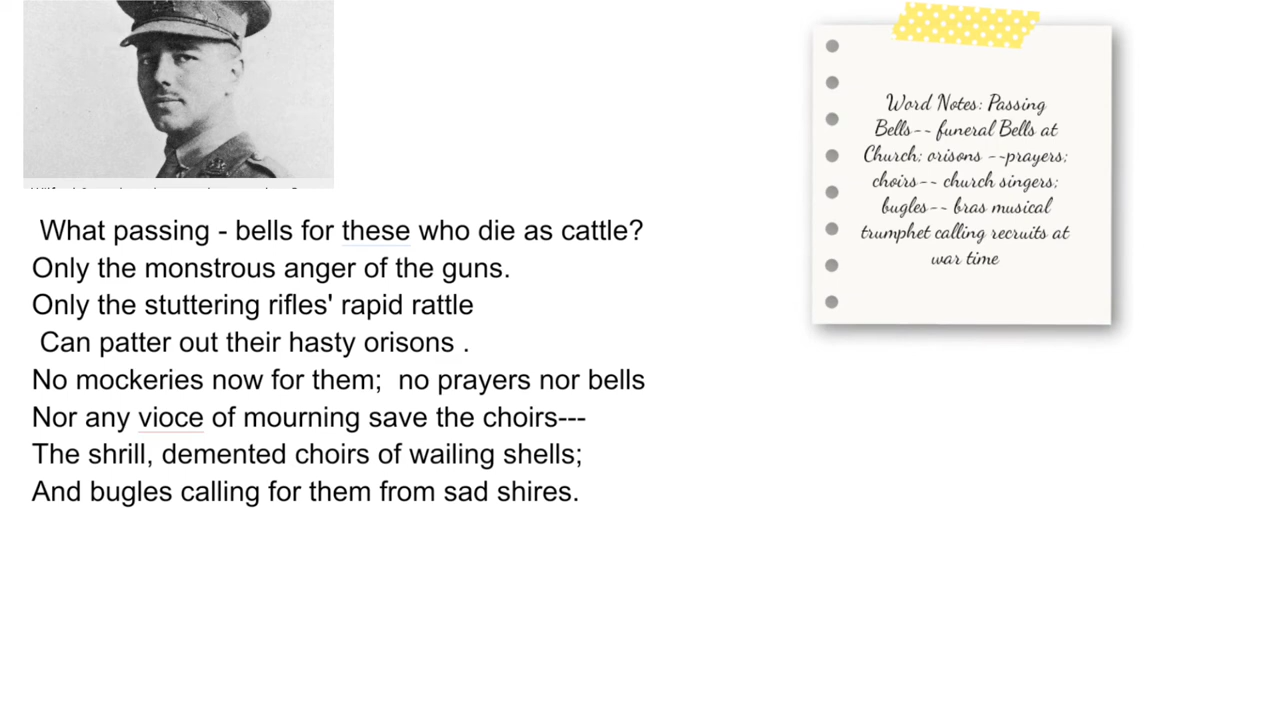 What passing - bells for these who die as cattle?
Only the monstrous anger of the guns.
Only the stuttering rifles' rapid rattle
Can patter out their hasty orisons .
No mockeries now for them;  no prayers nor bells
Nor any vioce of mourning save the choirs---
The shrill, demented choirs of wailing shells;
And bugles calling for them from sad shires.
Word Notes: Passing
Bells-- funeral Bells at
Church; orisons --prayers;
choirs-- church singers;
bugles-- bras musical
trumphet calling recruits at
war time